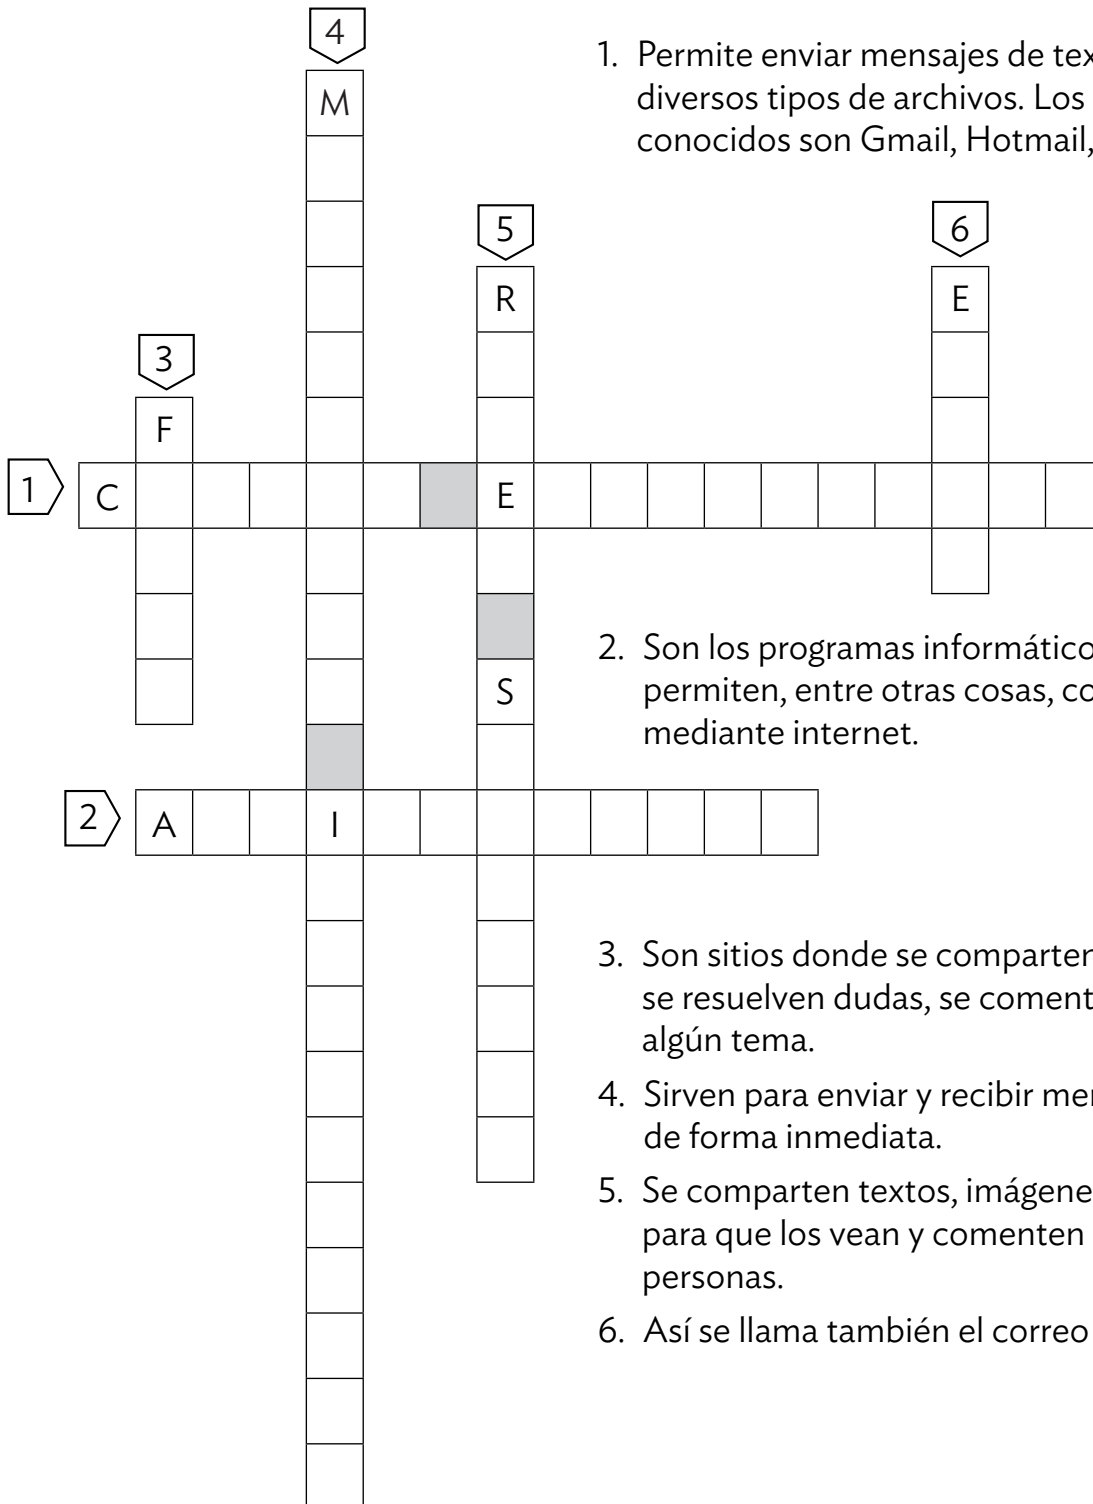 4
M
1. Permite enviar mensajes de tex
diversos tipos de archivos. Los
conocidos son Gmail, Hotmail,
5
6
R
E
3
F
1
C
E
2. Son los programas informático
permiten, entre otras cosas, co
mediante internet.
S
2
A
I
3. Son sitios donde se comparten
se resuelven dudas, se coment
algún tema.
4. Sirven para enviar y recibir me
de forma inmediata.
5. Se comparten textos, imágene
para que los vean y comenten
personas.
6. Así se llama también el correo